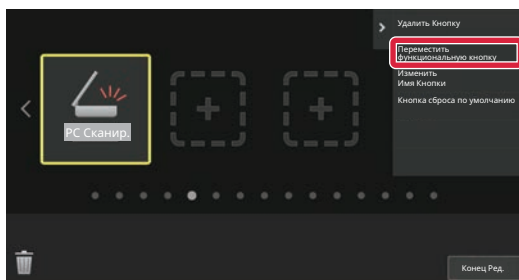 Удалить Кнопку
Переместить
функциональную кнопку
Изменить
Имя Кнопки
Кнопка сброса по умолчанию
PC Сканир.
Конец Ред.